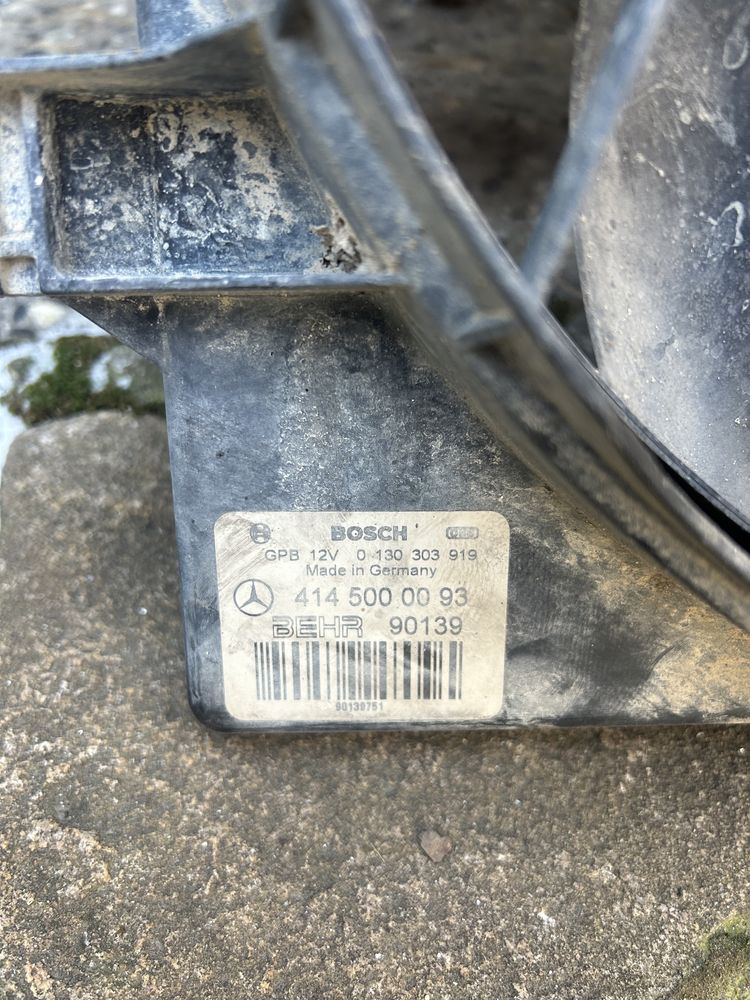 BOSCH
GPB 12V 0 130 303 919
Made in Germany
414 500 00 93
BEHR 90139
90139751